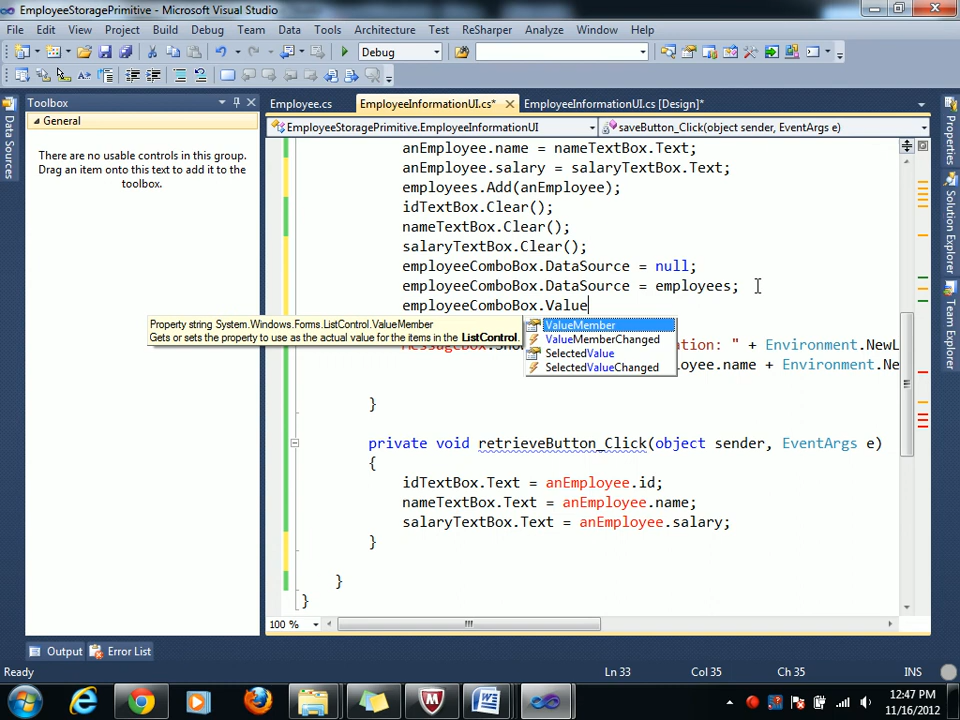 EmployeeStoragePrimitive - Microsoft Visual Studio
File Edit View Project Build Debug Team Data Tools Architecture Test ReSharper Analyze Window Help
Debug
Toolbox
General
There are no usable controls in this group.
Drag an item onto this text to add it to the
toolbox.
Data Sources
Employee.cs EmployeeInformationUI.cs* EmployeeInformationUI.cs [Design]*
EmployeeStoragePrimitive.EmployeeInformationUI saveButton_Click(object sender, EventArgs e)
anEmployee.name = nameTextBox.Text;
anEmployee.salary = salaryTextBox.Text;
employees.Add(anEmployee);
idTextBox.Clear();
nameTextBox.Clear();
salaryTextBox.Clear();
employeeComboBox.DataSource = null;
employeeComboBox.DataSource = employees;
employeeComboBox.Value
Property string System.Windows.Forms.ListControl.ValueMember
Gets or sets the property to use as the actual value for the items in the ListControl.
ValueMember
ValueMemberChanged
SelectedValue
SelectedValueChanged
ation: " + Environment.NewL
oyee.name + Environment.Ne
}
private void retrieveButton_Click(object sender, EventArgs e)
{
idTextBox.Text = anEmployee.id;
nameTextBox.Text = anEmployee.name;
salaryTextBox.Text = anEmployee.salary;
}
}
}
100 %
Properties
Solution Explorer
Team Explorer
Output Error List
Ready Ln 33 Col 35 Ch 35 INS
12:47 PM
11/16/2012